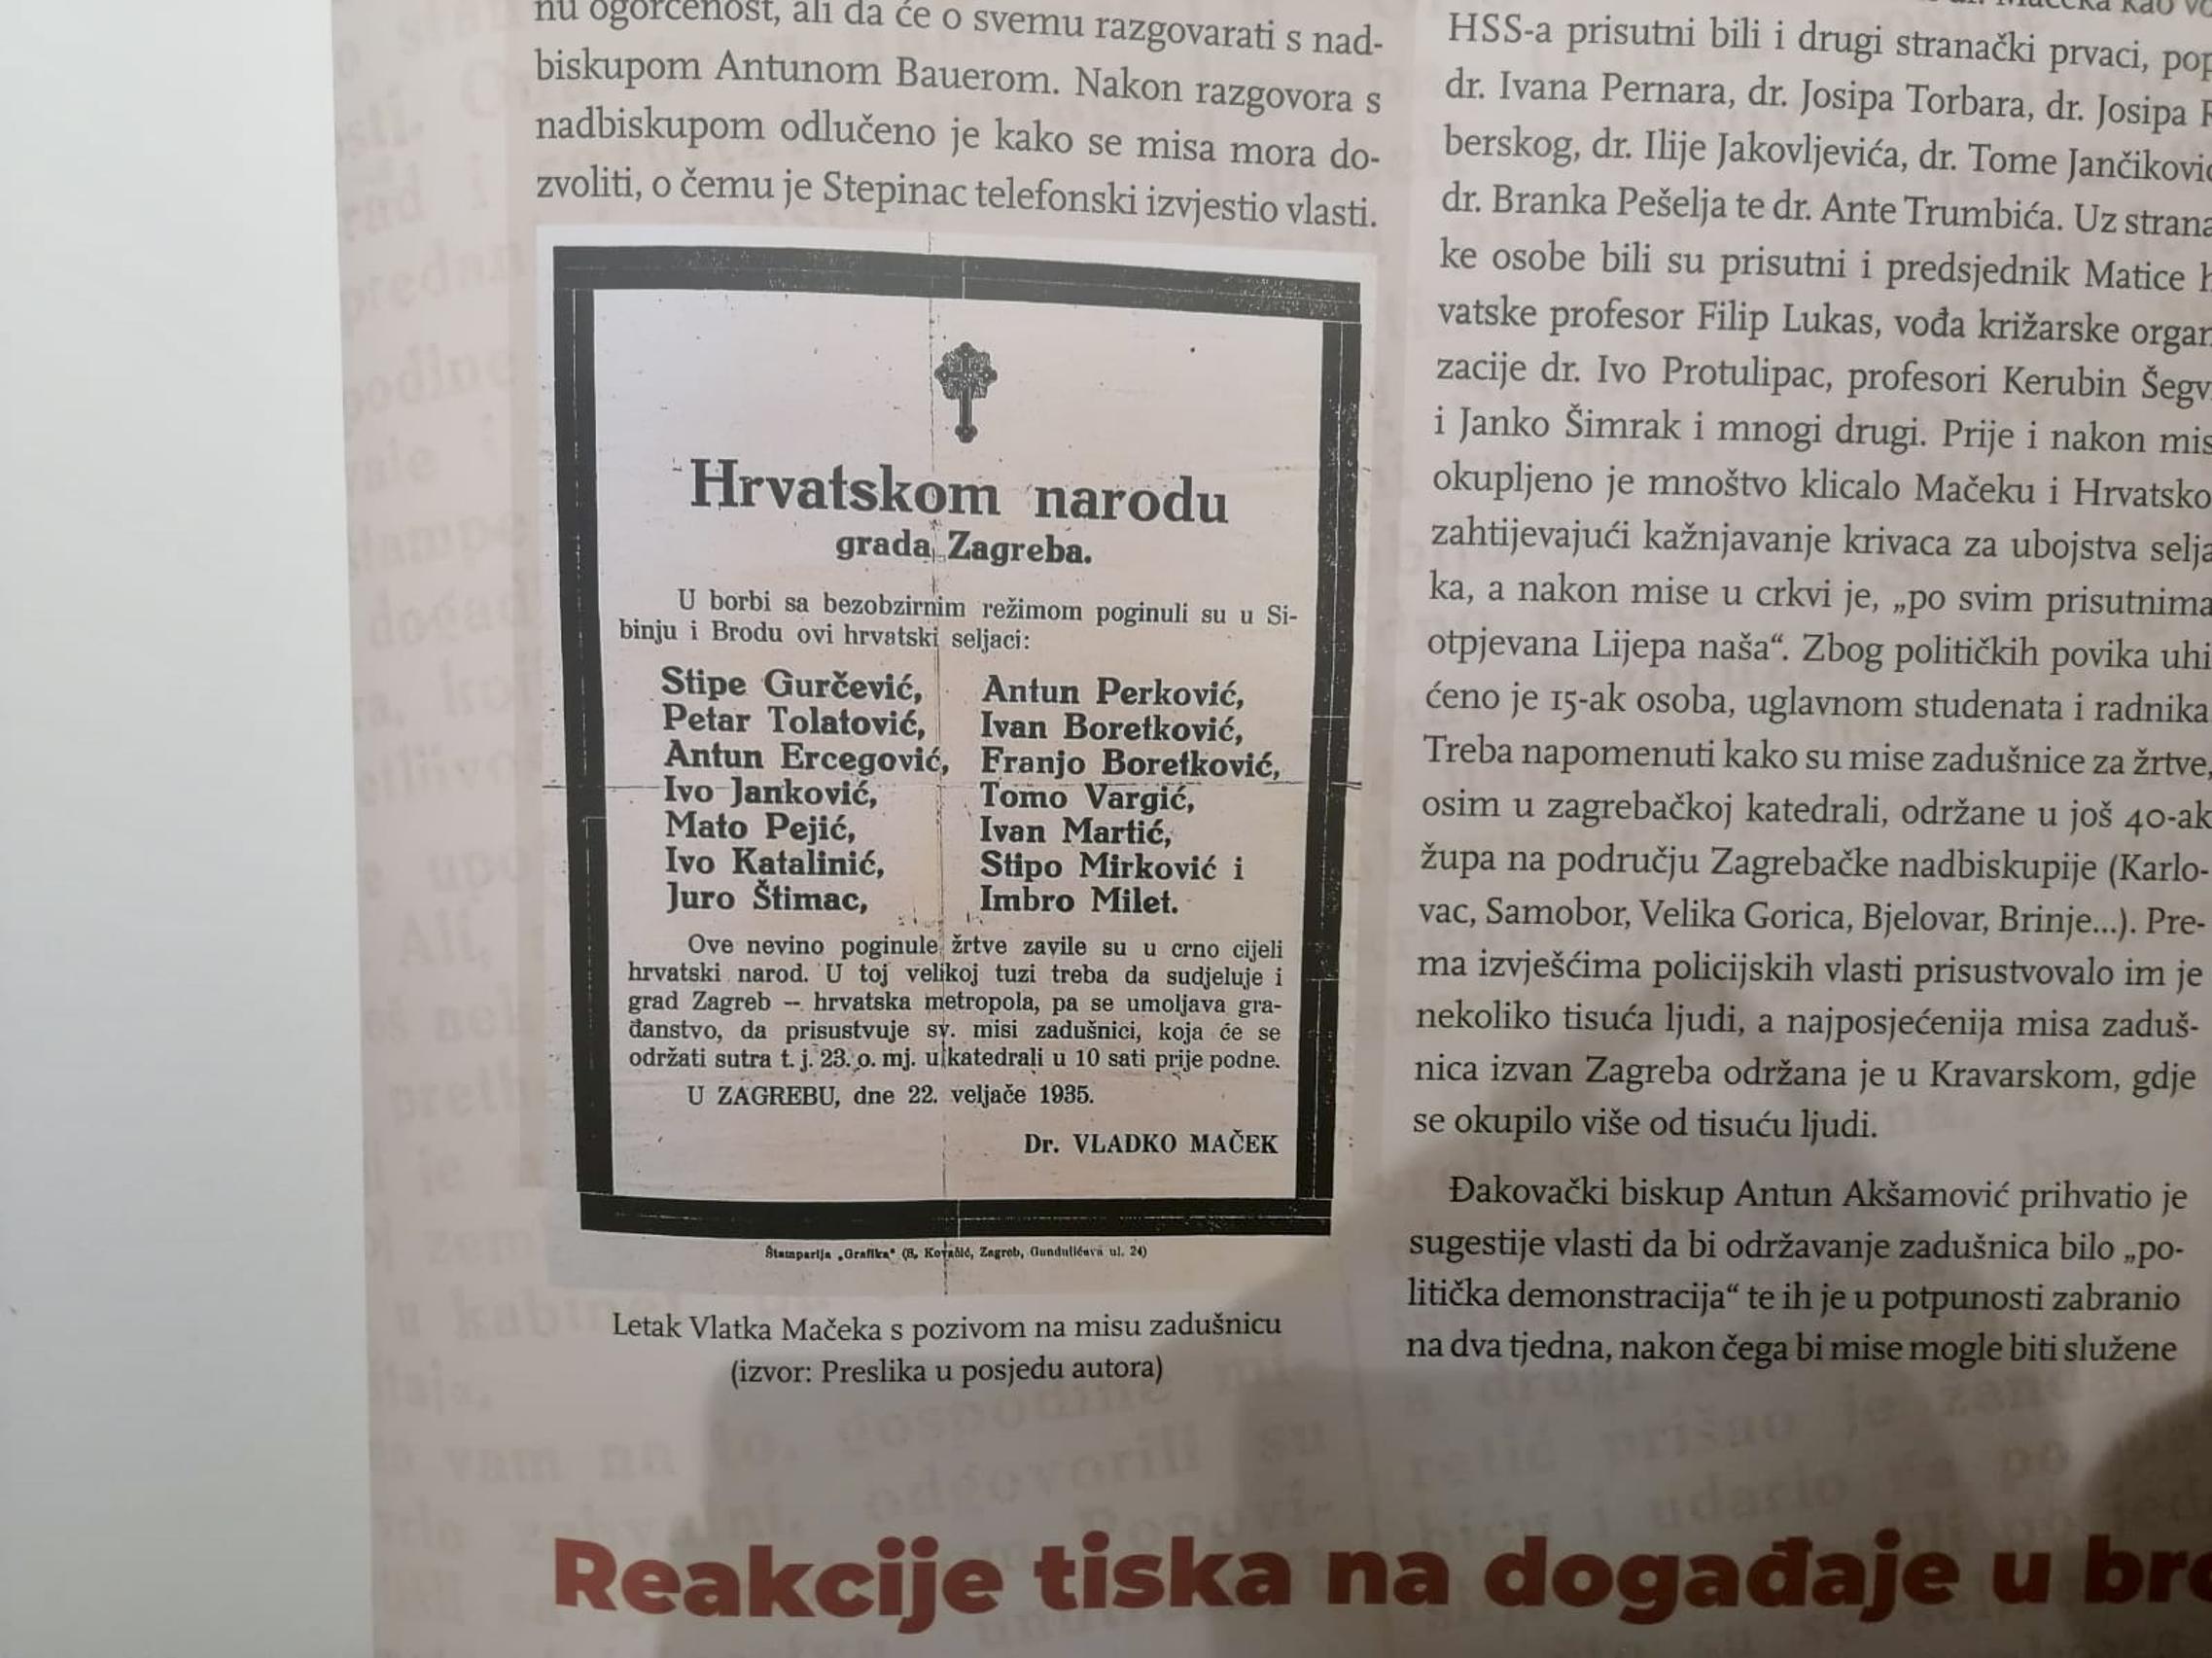 nu ogorčenost, ali da će o svemu razgovarati s nad-
biskupom Antunom Bauerom. Nakon razgovora s
nadbiskupom odlučeno je kako se misa mora do-
zvoliti, o čemu je Stepinac telefonski izvjestio vlasti.
Hrvatskom narodu
grada Zagreba.
U borbi sa bezobzirnim režimom poginuli su u Si-
binju i Brodu ovi hrvatski seljaci:
Stipe Gurčević, Antun Perković,
Petar Tolatović, Ivan Boretković,
Antun Ercegović, Franjo Boretković,
Ivo Janković, Tomo Vargić,
Mato Pejić, Ivan Martić,
Ivo Katalinić, Stipo Mirković i
Juro Štimac, Imbro Milet.
Ove nevino poginule žrtve zavile su u crno cijeli
hrvatski narod. U toj velikoj tuzi treba da sudjeluje i
grad Zagreb — hrvatska metropola, pa se umoljava gra-
đanstvo, da prisustvuje sv. misi zadušnici, koja će se
održati sutra t. j. 23. o. mj. u katedrali u 10 sati prije podne.
U ZAGREBU, dne 22. veljače 1935.
Dr. VLADKO MAČEK
Štamparija „Grafika" (S. Kovačić, Zagreb, Gundulićeva ul. 24)
Letak Vlatka Mačeka s pozivom na misu zadušnicu
(izvor: Preslika u posjedu autora)
HSS-a prisutni bili i drugi stranački prvaci,
dr. Ivana Pernara, dr. Josipa Torbara, dr. Josipa
berskog, dr. Ilije Jakovljevića, dr. Tome
dr. Branka Pešelja te dr. Ante Trumbića. Uz
ke osobe bili su prisutni i predsjednik Matice
vatske profesor Filip Lukas, vođa križarske
zacije dr. Ivo Protulipac, profesori Kerubin
i Janko Šimrak i mnogi drugi. Prije i nakon
okupljeno je mnoštvo klicalo Mačeku i
zahtijevajući kažnjavanje krivaca za ubojstva
ka, a nakon mise u crkvi je, „po svim prisutnima
otpjevana Lijepa naša“. Zbog političkih povika uhi
ćeno je 15-ak osoba, uglavnom studenata i radnika
Treba napomenuti kako su mise zadušnice za žrtve,
osim u zagrebačkoj katedrali, održane u još 40-ak
župa na području Zagrebačke nadbiskupije (Karlo-
vac, Samobor, Velika Gorica, Bjelovar, Brinje...). Pre-
ma izvješćima policijskih vlasti prisustvovalo im je
nekoliko tisuća ljudi, a najposjećenija misa zaduš-
nica izvan Zagreba održana je u Kravarskom, gdje
se okupilo više od tisuću ljudi.
Đakovački biskup Antun Akšamović prihvatio je
sugestije vlasti da bi održavanje zadušnica bilo „po-
litička demonstracija“ te ih je u potpunosti zabranio
na dva tjedna, nakon čega bi mise mogle biti služene
Reakcije tiska na događaje u